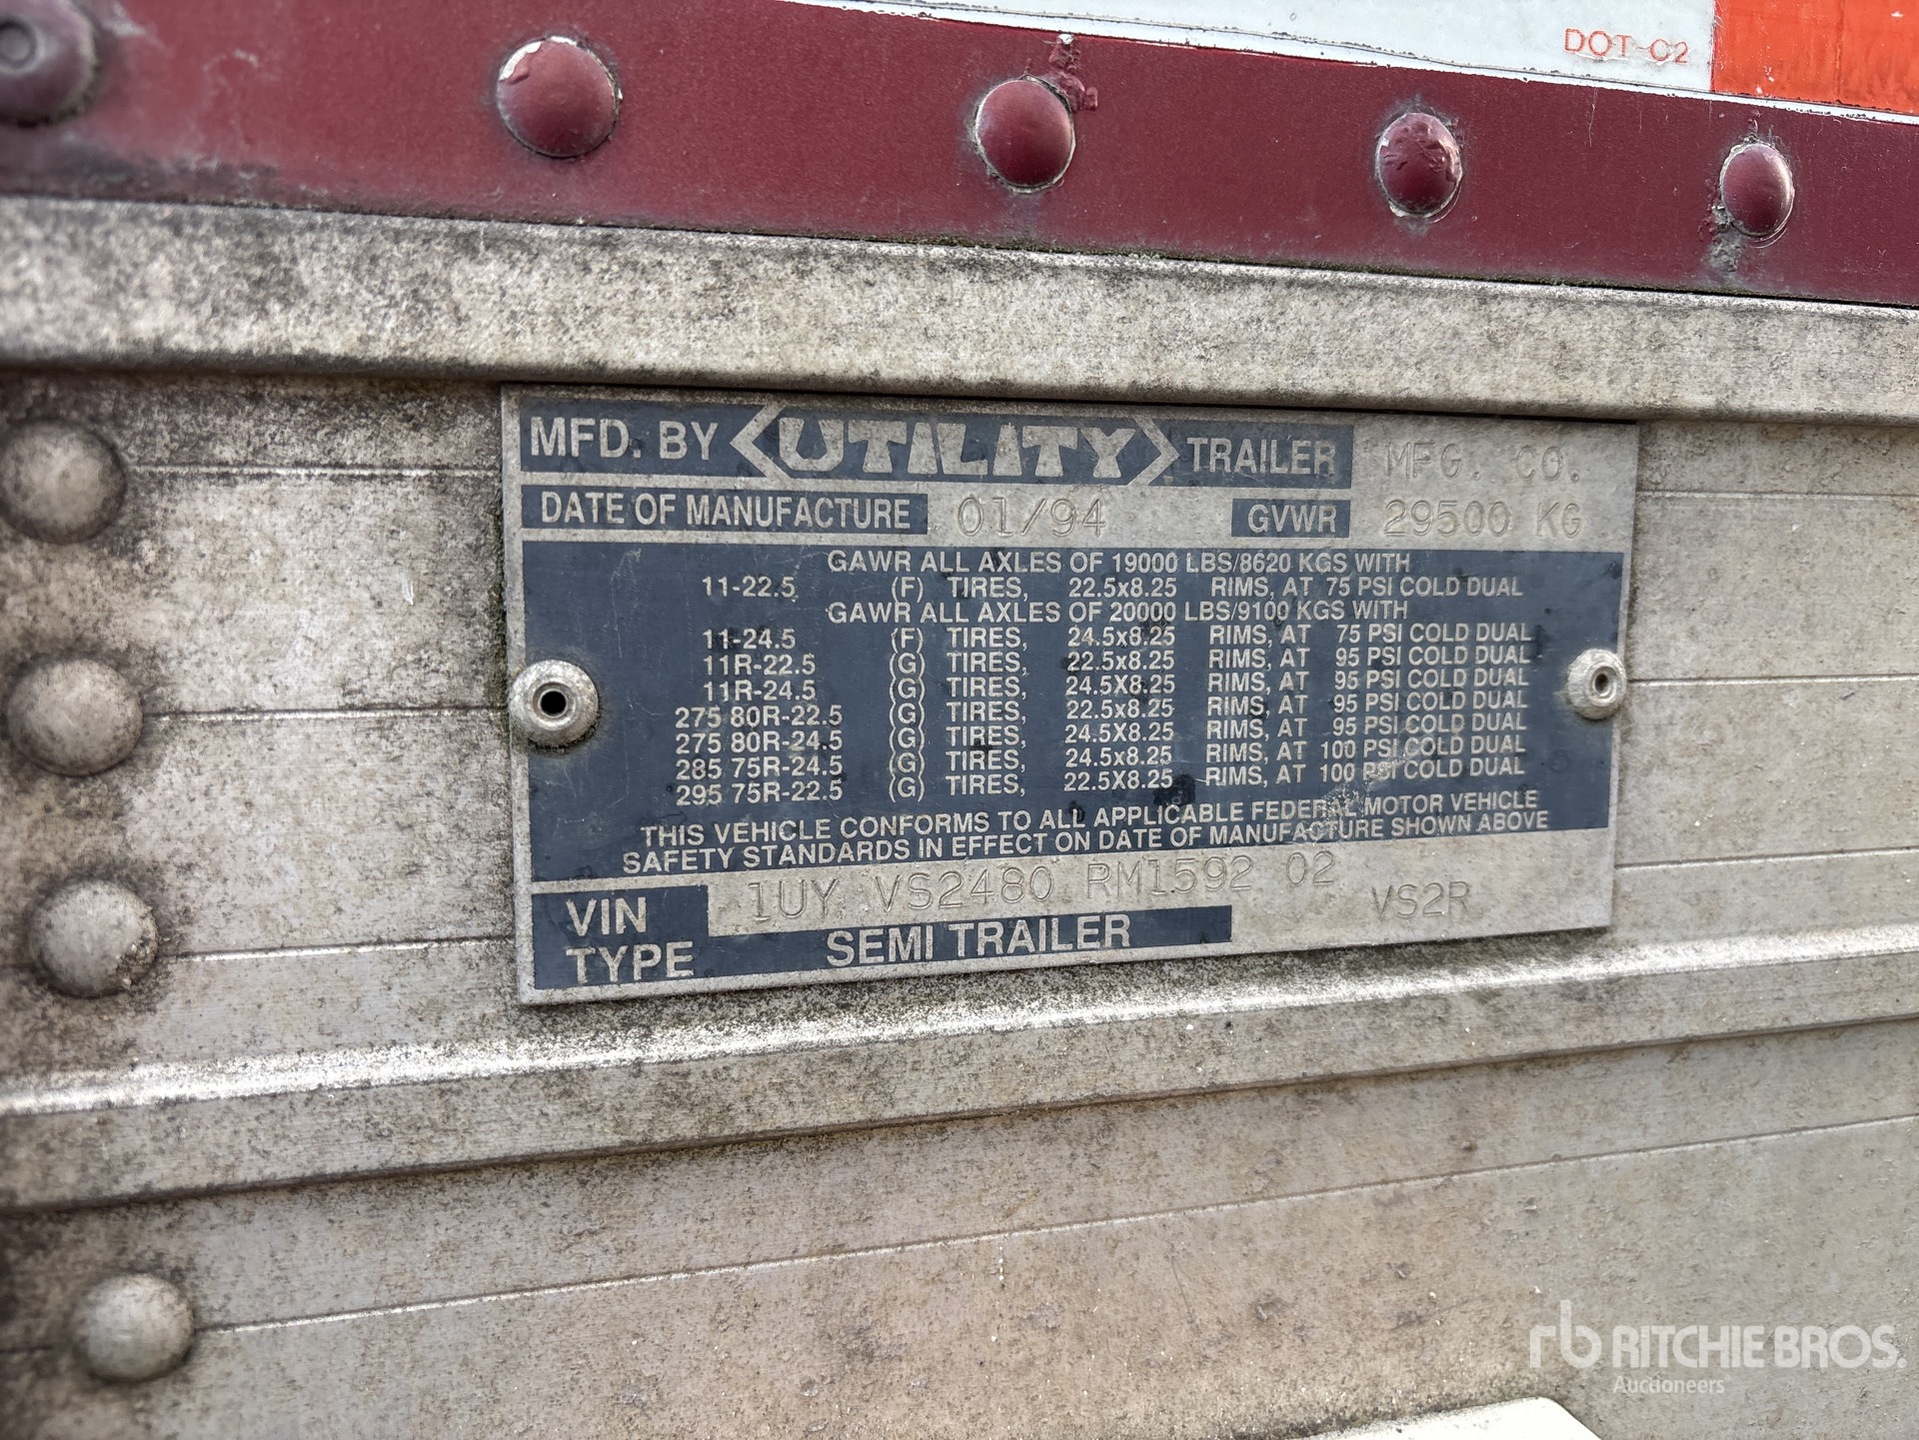 DOT-C2
MFD. BY UTILITY TRAILER MFG. CO.
DATE OF MANUFACTURE 01/94 GVWR 29500 KG
GAWR ALL AXLES OF 19000 LBS/8620 KGS WITH
11-22.5 (F) TIRES, 22.5x8.25 RIMS, AT 75 PSI COLD DUAL
GAWR ALL AXLES OF 20000 LBS/9100 KGS WITH
11-24.5 (F) TIRES, 24.5x8.25 RIMS, AT 75 PSI COLD DUAL
11R-22.5 (G) TIRES, 22.5x8.25 RIMS, AT 95 PSI COLD DUAL
11R-24.5 (G) TIRES, 24.5X8.25 RIMS, AT 95 PSI COLD DUAL
275 80R-22.5 (G) TIRES, 22.5x8.25 RIMS, AT 95 PSI COLD DUAL
275 80R-24.5 (G) TIRES, 24.5X8.25 RIMS, AT 95 PSI COLD DUAL
285 75R-24.5 (G) TIRES, 24.5x8.25 RIMS, AT 100 PSI COLD DUAL
295 75R-22.5 (G) TIRES, 22.5X8.25 RIMS, AT 100 PSI COLD DUAL
THIS VEHICLE CONFORMS TO ALL APPLICABLE FEDERAL MOTOR VEHICLE
SAFETY STANDARDS IN EFFECT ON DATE OF MANUFACTURE SHOWN ABOVE
VIN 1UY VS2480 RM1592 02 VS2R
TYPE SEMI TRAILER
rb RITCHIE BROS.
Auctioneers